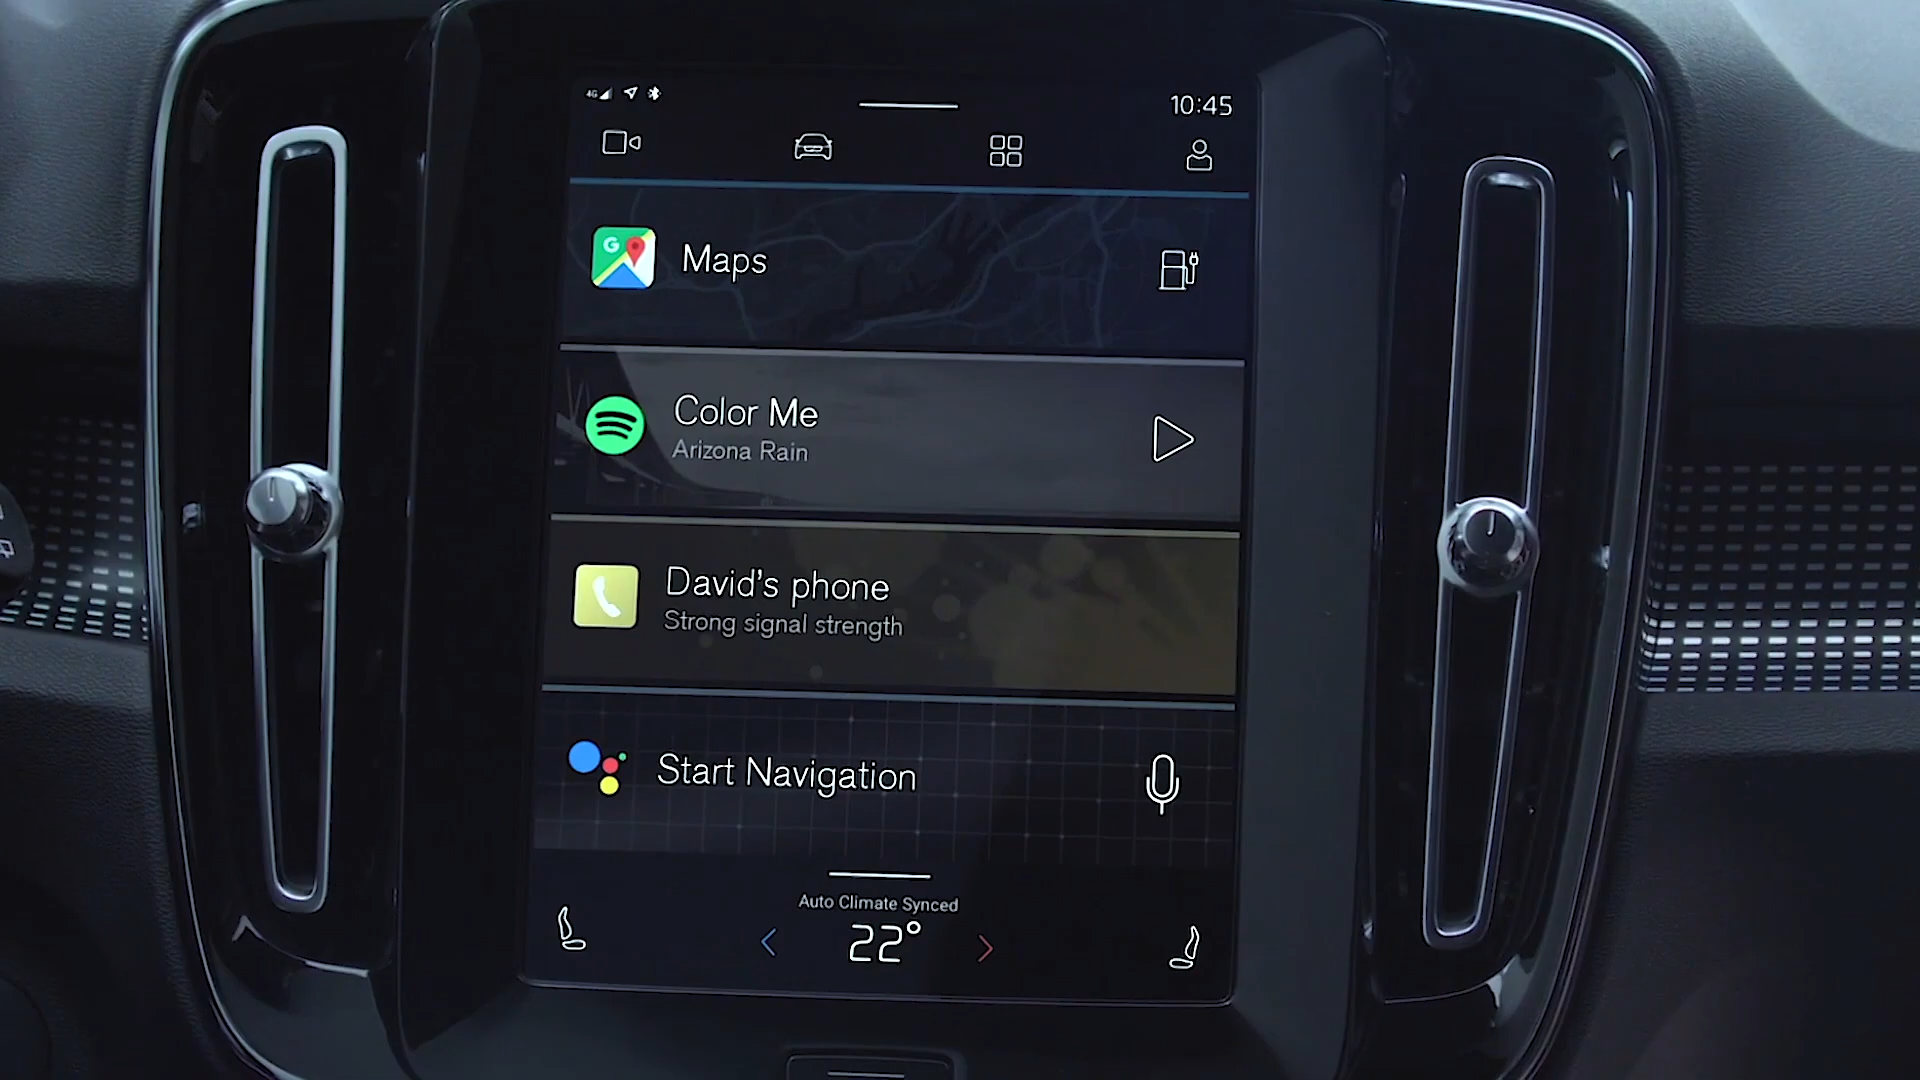 4G
10:45
G
Maps
Color Me
Arizona Rain
David's phone
Strong signal strength
Start Navigation
Auto Climate Synced
22°